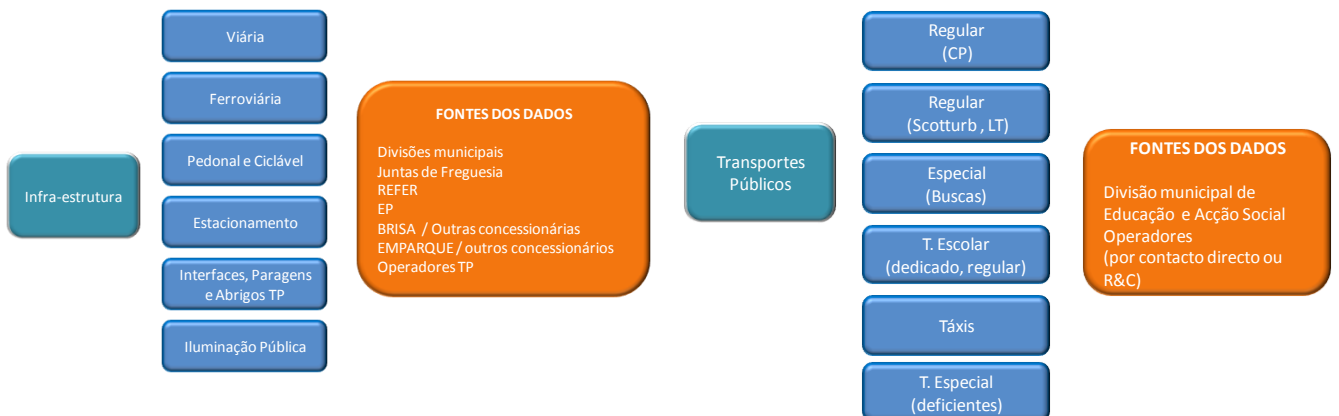 Infra-estrutura
Viária
Ferroviária
Pedonal e Ciclável
Estacionamento
Interfaces, Paragens
e Abrigos TP
Iluminação Pública
FONTES DOS DADOS
Divisões municipais
Juntas de Freguesia
REFER
EP
BRISA / Outras concessionárias
EMPARQUE / outros concessionários
Operadores TP
Transportes
Públicos
Regular
(CP)
Regular
(Scotturb , LT)
Especial
(Buscas)
T. Escolar
(dedicado, regular)
Táxis
T. Especial
(deficientes)
FONTES DOS DADOS
Divisão municipal de
Educação e Acção Social
Operadores
(por contacto directo ou
R&C)